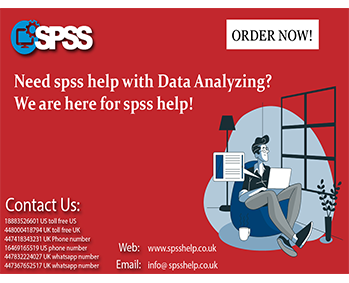 SPSS
ORDER NOW!
Need spss help with Data Analyzing?
We are here for spss help!
Contact Us:
18883526601 US toll free US
448000418794 UK toll free UK
447418343231 UK Phone number
16469165519 US phone number
447832224027 UK whatsapp number
447367652517 UK whatsapp number
Web: www.spsshelp.co.uk
Email: info@ spsshelp.co.uk